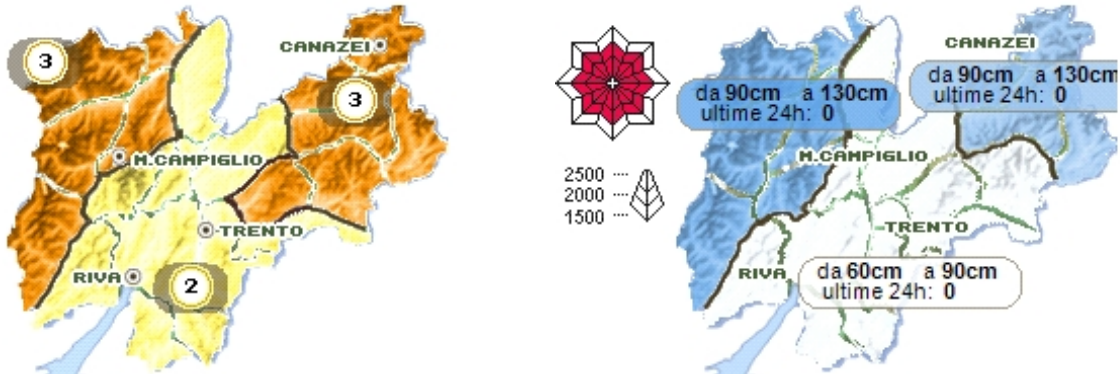 CANAZEI
3
3
M.CAMPIGLIO
TRENTO
RIVA
2
CANAZEI
da 90cm a 130cm
ultime 24h: 0
da 90cm a 130cm
ultime 24h: 0
M.CAMPIGLIO
2500
2000
1500
TRENTO
RIVA
da 60cm a 90cm
ultime 24h: 0